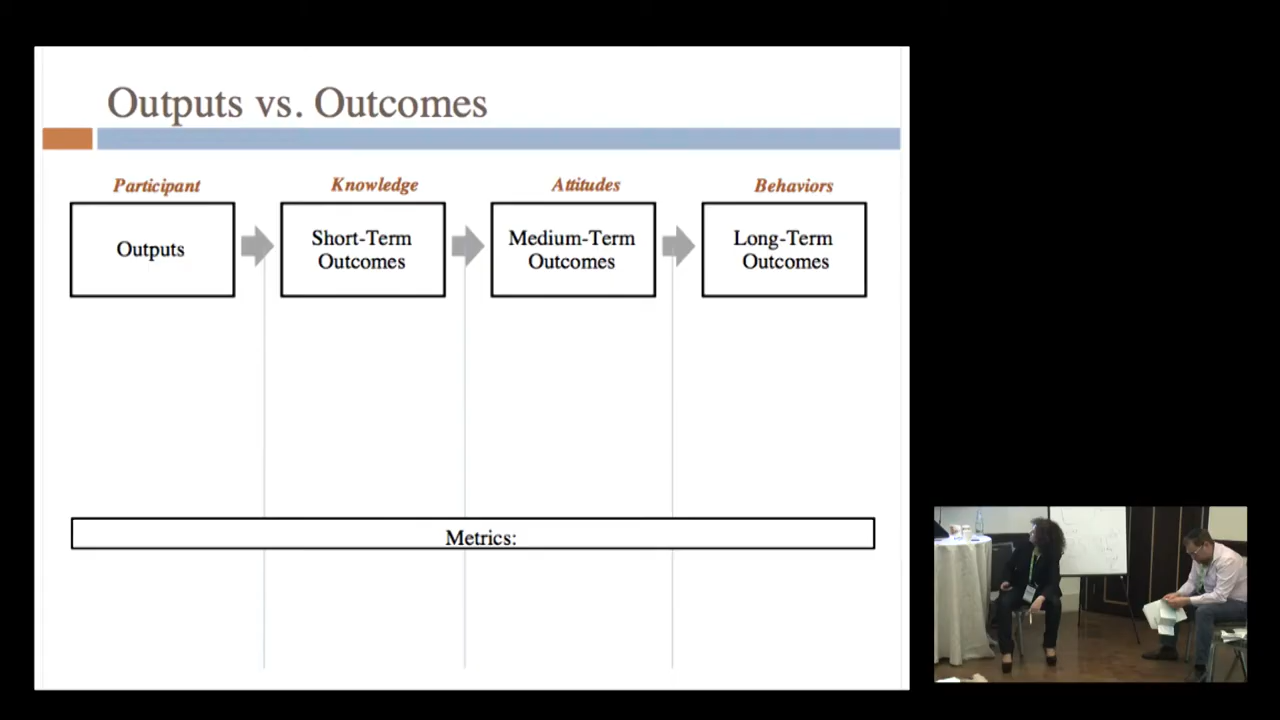 Outputs vs. Outcomes
Participant
Knowledge
Attitudes
Behaviors
Outputs
Short-Term
Outcomes
Medium-Term
Outcomes
Long-Term
Outcomes
Metrics: